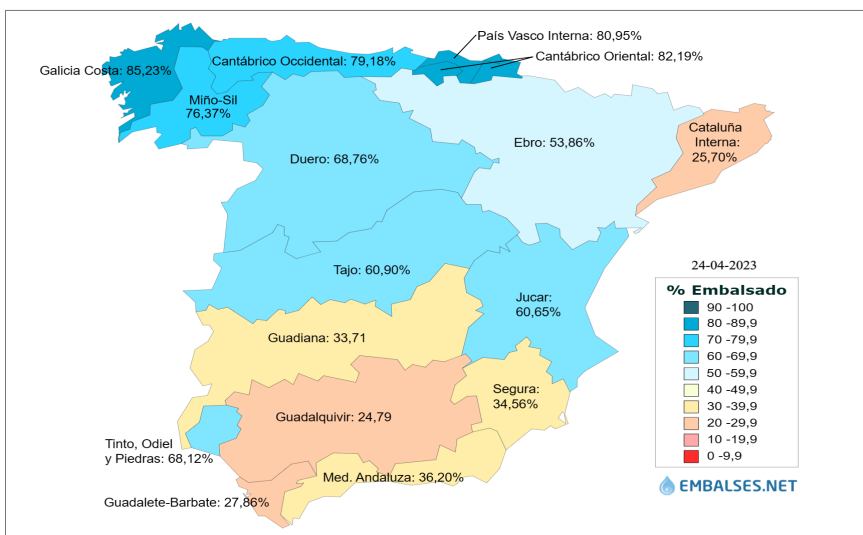 País Vasco Interna: 80,95%
Cantábrico Oriental: 82,19%
Cantábrico Occidental: 79,18%
Galicia Costa: 85,23%
Miño-Sil
76,37%
Duero: 68,76%
Ebro: 53,86%
Cataluña
Interna:
25,70%
Tajo: 60,90%
Jucar:
60,65%
Guadiana: 33,71
Segura:
34,56%
Guadalquivir: 24,79
Tinto, Odiel
y Piedras: 68,12%
Med. Andaluza: 36,20%
Guadalete-Barbate: 27,86%
24-04-2023
% Embalsado
90 -100
80 -89,9
70 -79,9
60 -69,9
50 -59,9
40 -49,9
30 -39,9
20 -29,9
10 -19,9
0 -9,9
EMBALSES.NET